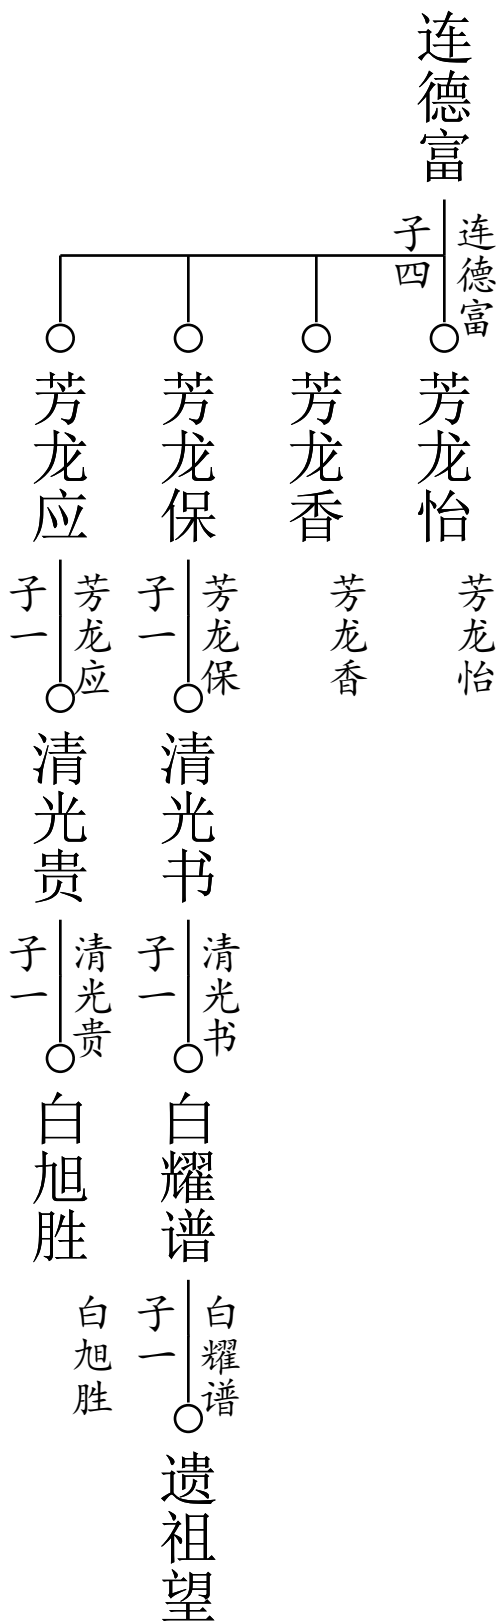 连德富
连德富
子四
芳龙怡
芳龙香
芳龙保
芳龙应
芳龙怡
芳龙香
芳龙保
子一
芳龙应
子一
清光书
清光贵
清光书
子一
清光贵
子一
白耀谱
白旭胜
白耀谱
子一
白旭胜
遗祖望